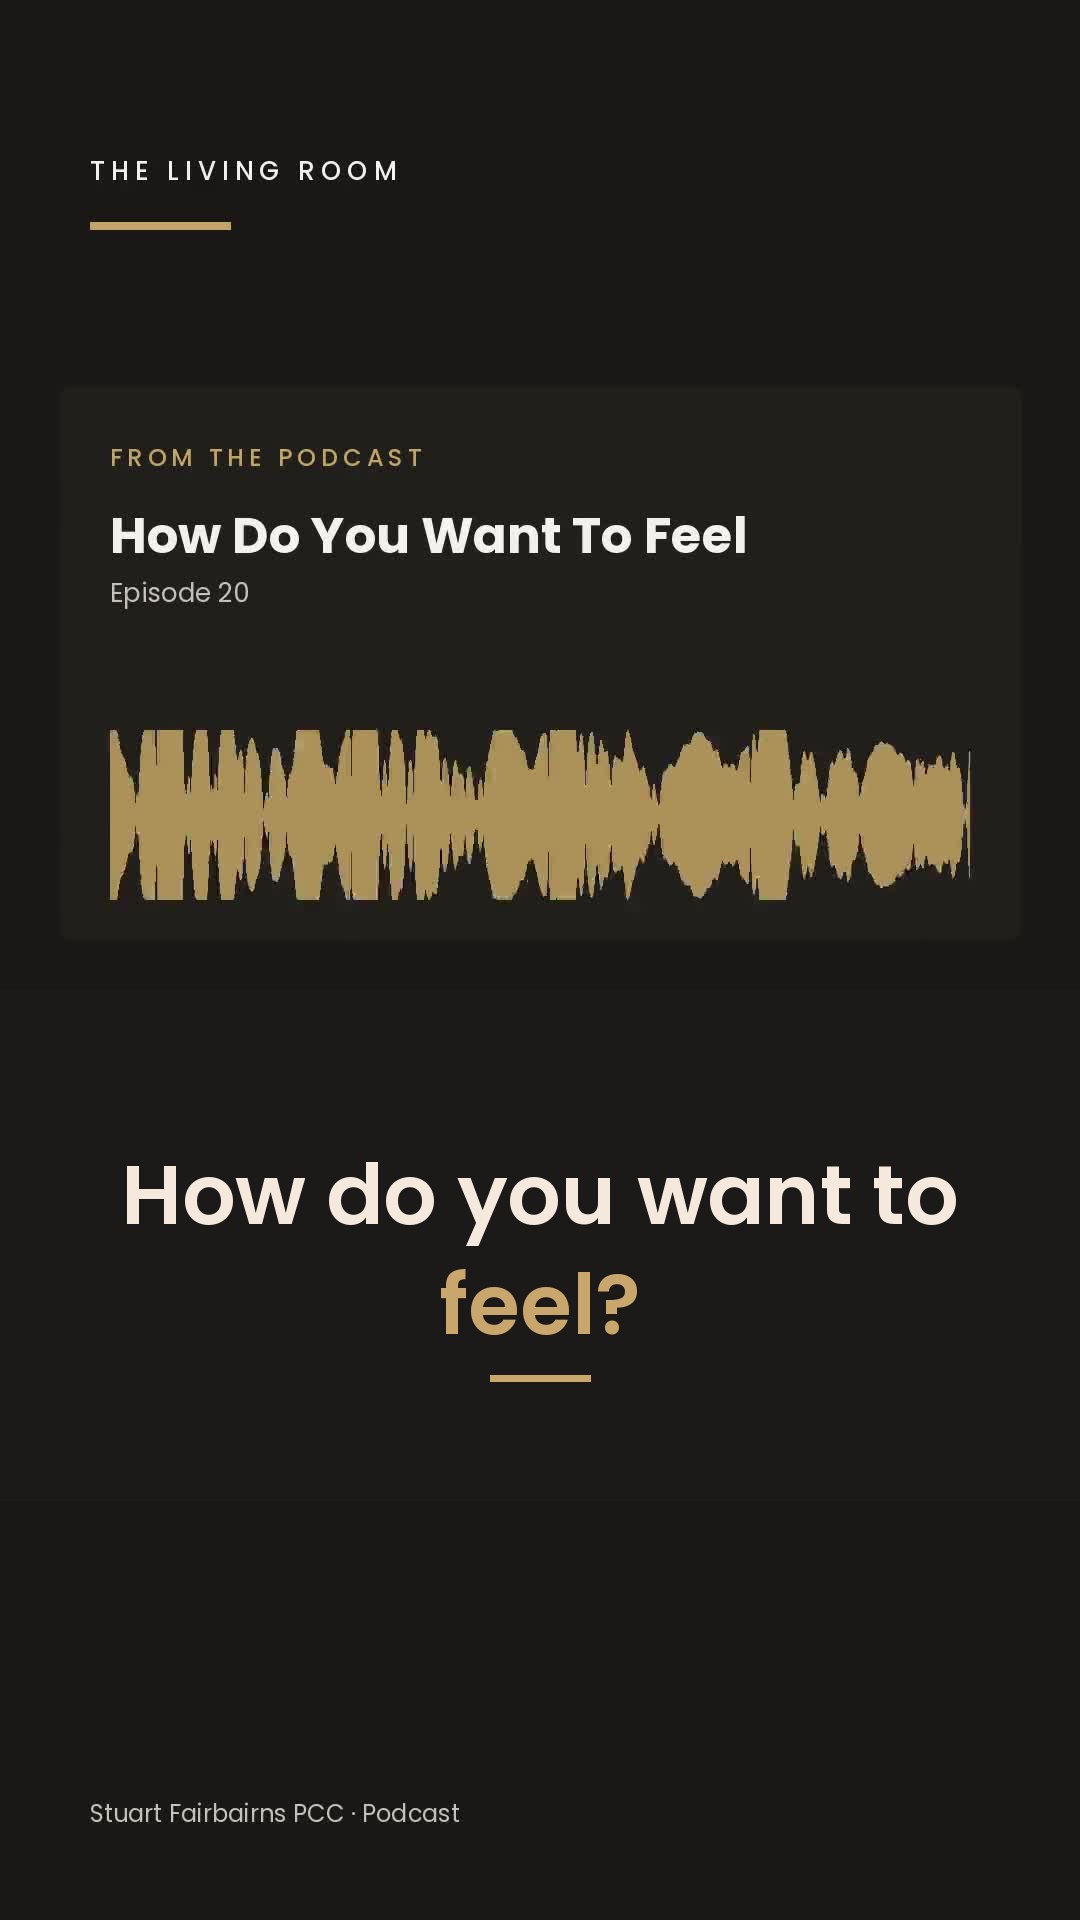 THE LIVING ROOM
FROM THE PODCAST
How Do You Want To Feel
Episode 20
How do you want to
feel?
Stuart Fairbairns PCC · Podcast